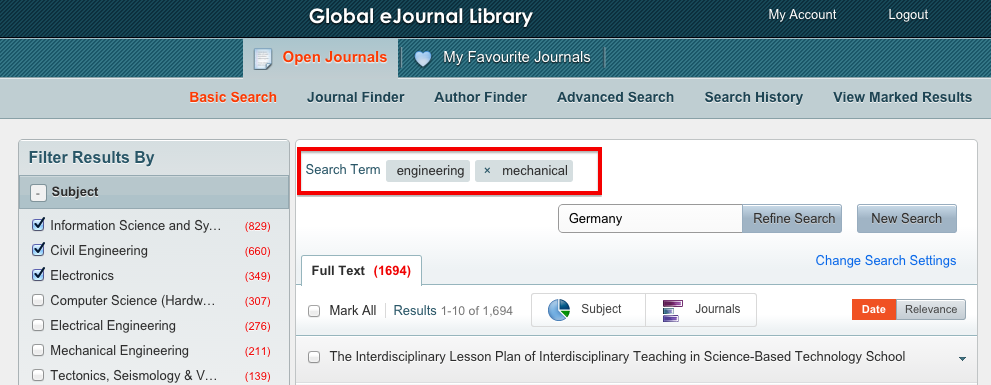 Global eJournal Library
My Account
Logout
Open Journals
My Favourite Journals
Basic Search
Journal Finder
Author Finder
Advanced Search
Search History
View Marked Results
Filter Results By
- Subject
Information Science and Sy... (829)
Civil Engineering (660)
Electronics (349)
Computer Science (Hardw... (307)
Electrical Engineering (276)
Mechanical Engineering (211)
Tectonics, Seismology & V... (139)
Search Term engineering × mechanical
Germany Refine Search New Search
Change Search Settings
Full Text (1694)
Mark All Results 1-10 of 1,694 Subject Journals Date Relevance
The Interdisciplinary Lesson Plan of Interdisciplinary Teaching in Science-Based Technology School